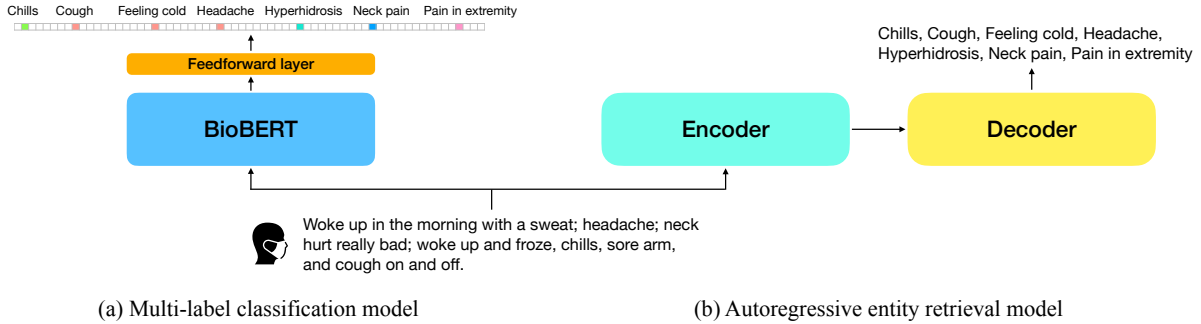 Chills Cough Feeling cold Headache Hyperhidrosis Neck pain Pain in extremity
Feedforward layer
BioBERT
Chills, Cough, Feeling cold, Headache,
Hyperhidrosis, Neck pain, Pain in extremity
Encoder
Decoder
Woke up in the morning with a sweat; headache; neck
hurt really bad; woke up and froze, chills, sore arm,
and cough on and off.
(a) Multi-label classification model
(b) Autoregressive entity retrieval model